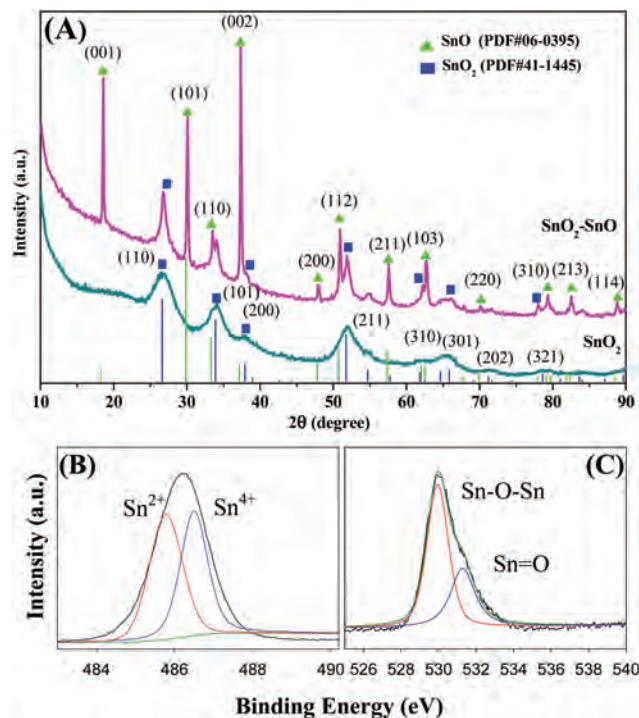 (A)
(002)
SnO (PDF#06-0395)
SnO₂ (PDF#41-1445)
(001)
(101)
(110)
(112)
(200)
(211)
(103)
(220)
(310)
(213)
(114)
SnO₂-SnO
(110)
(101)
(200)
(211)
(310)
(301)
(202)
(321)
SnO₂
Intensity (a.u.)
10 20 30 40 50 60 70 80 90
2θ (degree)
(B)
Sn²⁺
Sn⁴⁺
(C)
Sn-O-Sn
Sn=O
Intensity (a.u.)
484 486 488 490
526 528 530 532 534 536 538 540
Binding Energy (eV)